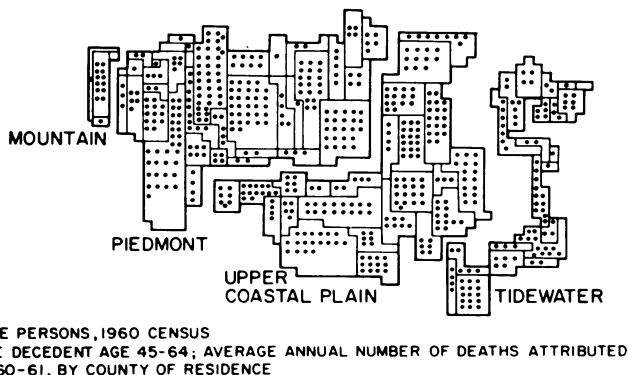 MOUNTAIN
PIEDMONT
UPPER
COASTAL PLAIN
TIDEWATER
PERSONS, 1960 CENSUS
DECEDENT AGE 45-64; AVERAGE ANNUAL NUMBER OF DEATHS ATTRIBUTED
60-61, BY COUNTY OF RESIDENCE